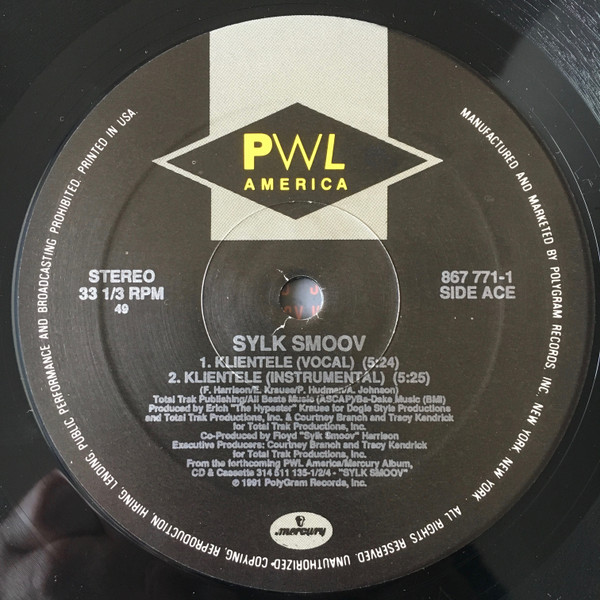 PWL
AMERICA
STEREO
33 1/3 RPM
49
867 771-1
SIDE ACE
SYLK SMOOV
1. KLIENTELE (VOCAL) (5:24)
2. KLIENTELE (INSTRUMENTAL) (5:25)
(F. Harrison/E. Krause/P. Hudman/A. Johnson)
Total Trak Publishing/All Beats Music (ASCAP)/Ba-Dake Music (BMI)
Produced by Erich "The Hypester" Krause for Dogie Style Productions
and Total Trak Productions, Inc. & Courtney Branch and Tracy Kendrick
for Total Trak Productions, Inc.
Co-Produced by Floyd "Sylk Smoov" Harrison
Executive Producers: Courtney Branch and Tracy Kendrick
for Total Trak Productions, Inc.
From the forthcoming PWL America/Mercury Album,
CD & Cassette 314 511 135-1/2/4 - "SYLK SMOOV"
℗ © 1991 PolyGram Records, Inc.
mercury
MANUFACTURED AND MARKETED BY POLYGRAM RECORDS, INC. NEW YORK, NEW YORK ALL RIGHTS RESERVED. UNAUTHORIZED COPYING, REPRODUCTION, HIRING, LENDING, PUBLIC PERFORMANCE AND BROADCASTING PROHIBITED. PRINTED IN USA.